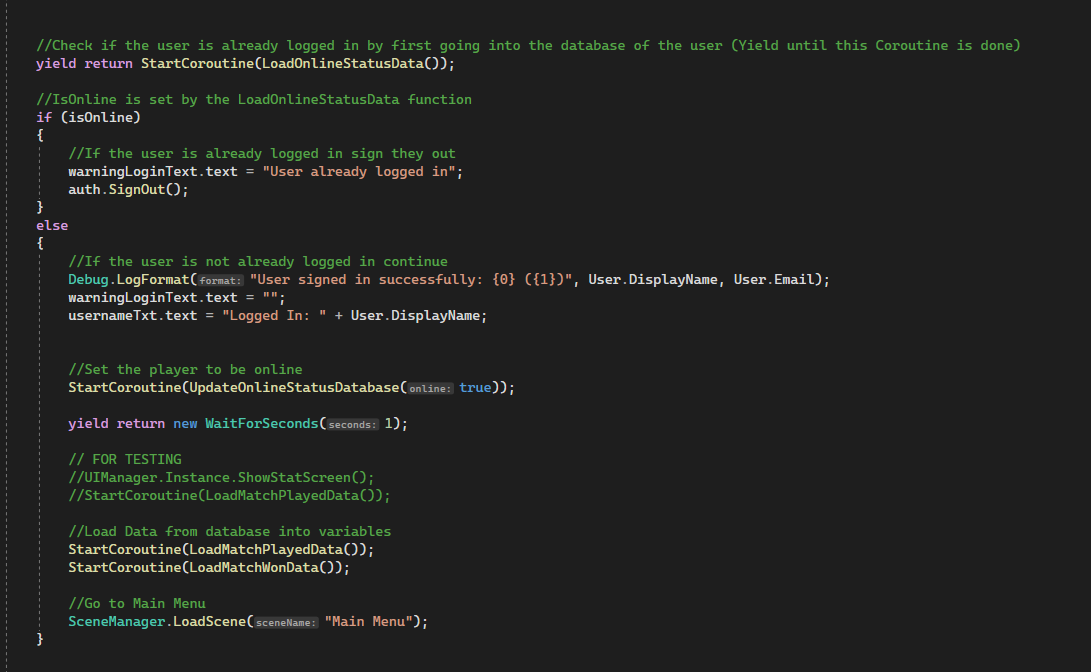 //Check if the user is already logged in by first going into the database of the user (Yield until this Coroutine is done)
yield return StartCoroutine(LoadOnlineStatusData());
//IsOnline is set by the LoadOnlineStatusData function
if (isOnline)
{
//If the user is already logged in sign they out
warningLoginText.text = "User already logged in";
auth.SignOut();
}
else
{
//If the user is not already logged in continue
Debug.LogFormat(format: "User signed in successfully: {0} ({1})", User.DisplayName, User.Email);
warningLoginText.text = "";
usernameTxt.text = "Logged In: " + User.DisplayName;
//Set the player to be online
StartCoroutine(UpdateOnlineStatusDatabase(online: true));
yield return new WaitForSeconds(seconds: 1);
// FOR TESTING
//UIManager.Instance.ShowStatScreen();
//StartCoroutine(LoadMatchPlayedData());
//Load Data from database into variables
StartCoroutine(LoadMatchPlayedData());
StartCoroutine(LoadMatchWonData());
//Go to Main Menu
SceneManager.LoadScene(sceneName: "Main Menu");
}